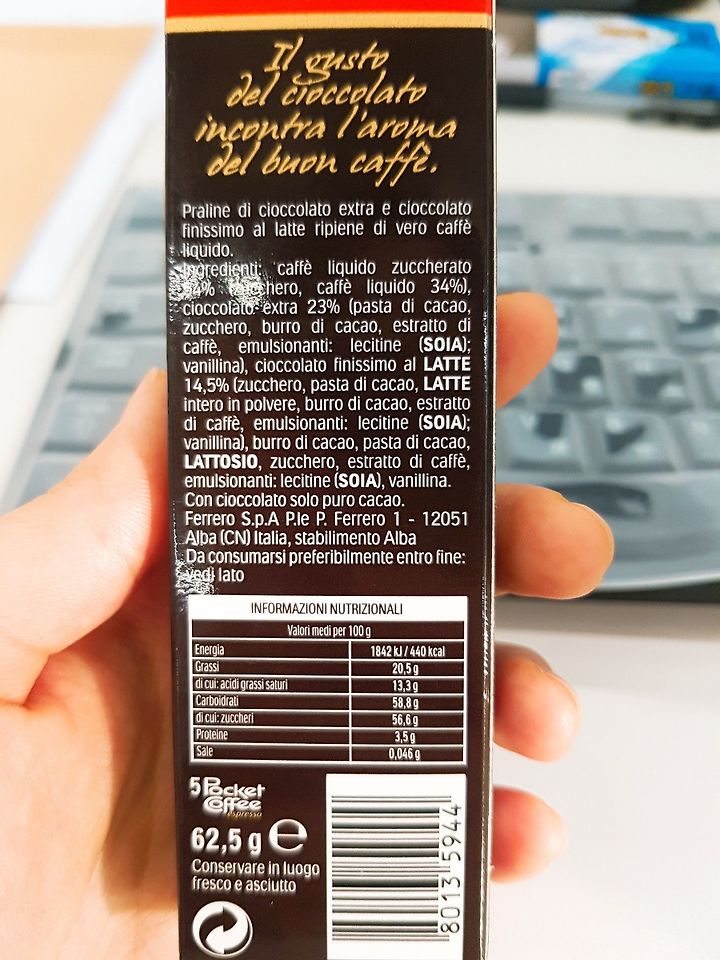 Il gusto
del cioccolato
incontra l'aroma
del buon caffè.
Praline di cioccolato extra e cioccolato
finissimo al latte ripiene di vero caffè
liquido.
Ingredienti: caffè liquido zuccherato
(zucchero, caffè liquido 34%),
cioccolato extra 23% (pasta di cacao,
zucchero, burro di cacao, estratto di
caffè, emulsionanti: lecitine (SOIA);
vanillina), cioccolato finissimo al LATTE
14,5% (zucchero, pasta di cacao, LATTE
intero in polvere, burro di cacao, estratto
di caffè, emulsionanti: lecitine (SOIA);
vanillina), burro di cacao, pasta di cacao,
LATTOSIO, zucchero, estratto di caffè,
emulsionanti: lecitine (SOIA), vanillina.
Con cioccolato solo puro cacao.
Ferrero S.p.A P.le P. Ferrero 1 - 12051
Alba (CN) Italia, stabilimento Alba
Da consumarsi preferibilmente entro fine:
vedi lato
INFORMAZIONI NUTRIZIONALI
Valori medi per 100 g
Energia 1842 kJ / 440 kcal
Grassi 20,5 g
di cui: acidi grassi saturi 13,3 g
Carboidrati 58,8 g
di cui: zuccheri 56,6 g
Proteine 3,5 g
Sale 0,046 g
5 Pocket
Coffee
espresso
62,5 g e
Conservare in luogo
fresco e asciutto
8013 5944